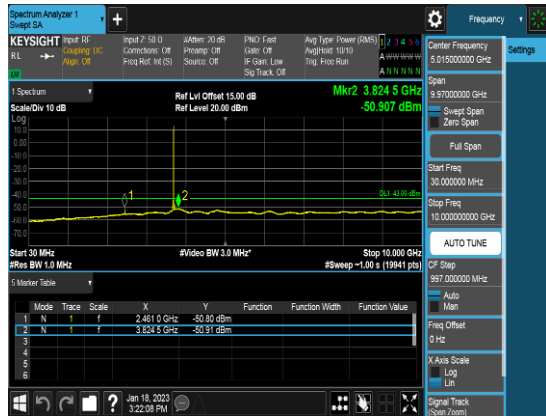 Spectrum Analyzer 1
Swept SA
+
Frequency
KEYSIGHT
Input: RF
Coupling: DC
Align: Off
Input Z: 50 Ω
Corrections: Off
Freq Ref: Int (S)
#Atten: 20 dB
Preamp: Off
Source: Off
PNO: Fast
Gate: Off
IF Gain: Low
Sig Track: Off
Avg Type: Power (RMS)
Avg|Hold: 10/10
Trig: Free Run
1 2 3 4 5 6
A W W W W W
A N N N N N
RL
1 Spectrum
Scale/Div 10 dB
Ref Lvl Offset 15.00 dB
Ref Level 20.00 dBm
Mkr2 3.824 5 GHz
-50.907 dBm
Log
10.0
0.00
-10.0
-20.0
-30.0
-40.0
-50.0
-60.0
-70.0
1
2
Start 30 MHz
#Res BW 1.0 MHz
#Video BW 3.0 MHz*
Stop 10.000 GHz
#Sweep ~1.00 s (19941 pts)
5 Marker Table
Mode Trace Scale X Y Function Function Width Function Value
1 N 1 f 2.461 0 GHz -50.80 dBm
2 N 1 f 3.824 5 GHz -50.91 dBm
3
4
5
6
Jan 18, 2023
3:22:08 PM
?
Center Frequency
5.015000000 GHz
Settings
Span
9.97000000 GHz
Swept Span
Zero Span
Full Span
Start Freq
30.000000 MHz
Stop Freq
10.000000000 GHz
AUTO TUNE
CF Step
997.000000 MHz
Auto
Man
Freq Offset
0 Hz
X Axis Scale
Log
Lin
Signal Track
(Span Zoom)